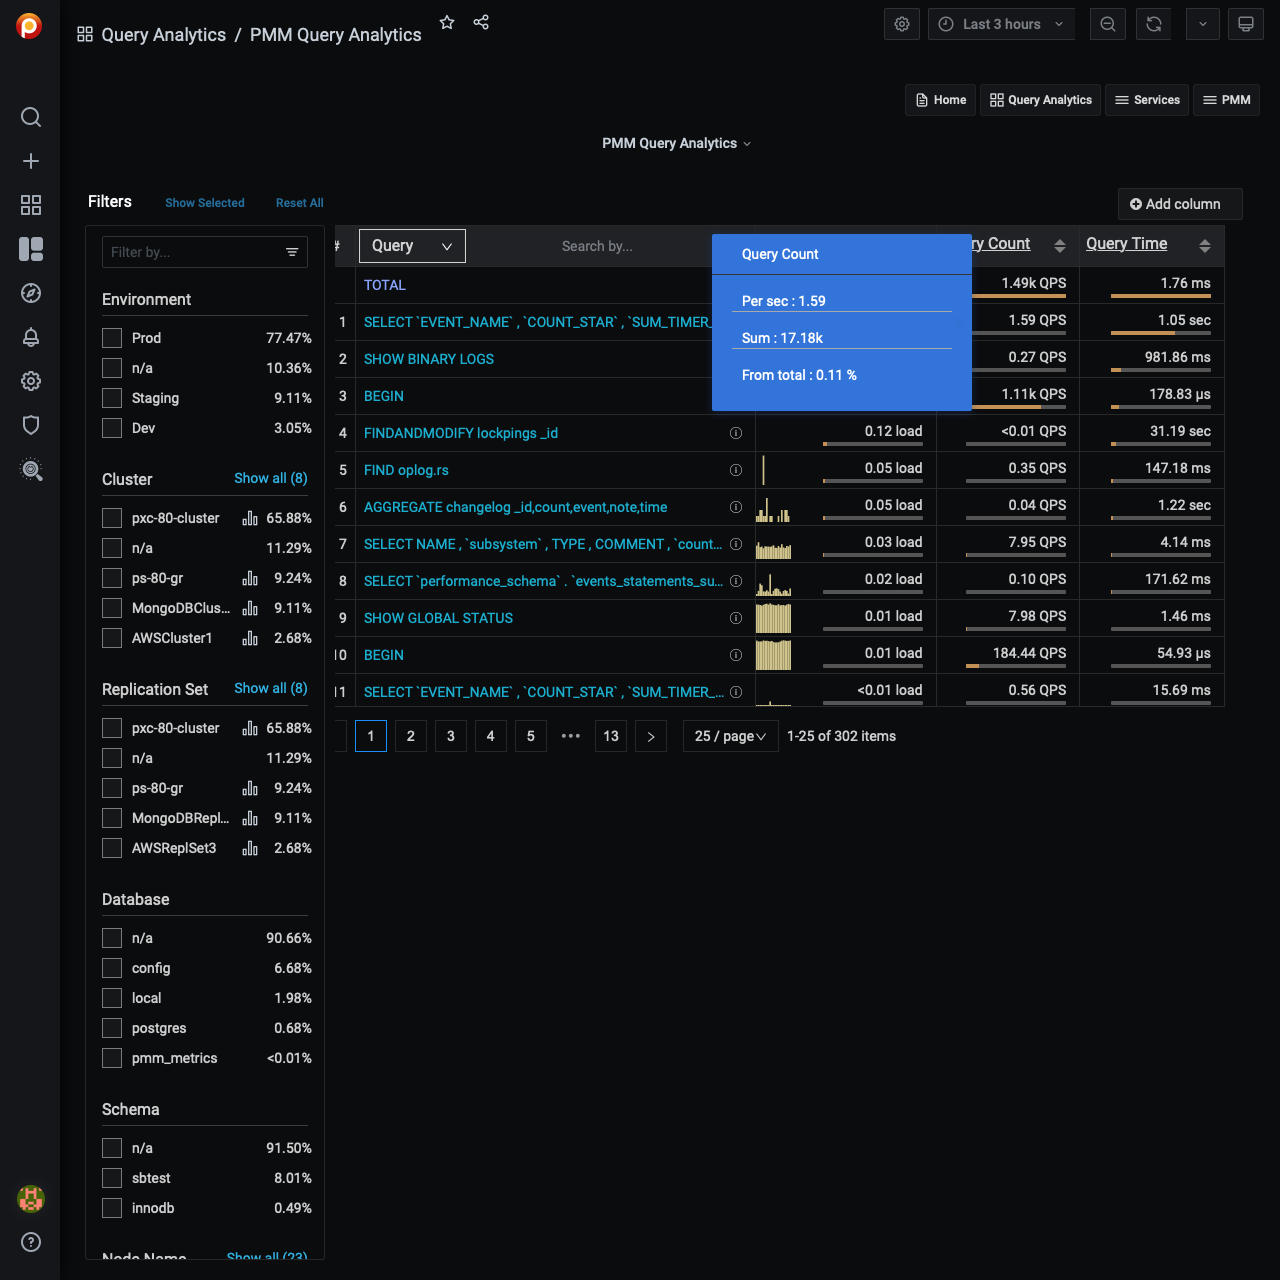 Query Analytics / PMM Query Analytics
Last 3 hours
Home
Query Analytics
Services
PMM
PMM Query Analytics
Filters
Show Selected
Reset All
Add column
Filter by...
Environment
Prod 77.47%
n/a 10.36%
Staging 9.11%
Dev 3.05%
Cluster Show all (8)
pxc-80-cluster 65.88%
n/a 11.29%
ps-80-gr 9.24%
MongoDBClus... 9.11%
AWSCluster1 2.68%
Replication Set Show all (8)
pxc-80-cluster 65.88%
n/a 11.29%
ps-80-gr 9.24%
MongoDBRepl... 9.11%
AWSReplSet3 2.68%
Database
n/a 90.66%
config 6.68%
local 1.98%
postgres 0.68%
pmm_metrics <0.01%
Schema
n/a 91.50%
sbtest 8.01%
innodb 0.49%
Node Name Show all (23)
# Query Search by... ry Count Query Time
TOTAL 1.49k QPS 1.76 ms
1 SELECT `EVENT_NAME` , `COUNT_STAR` , `SUM_TIMER_ 1.59 QPS 1.05 sec
2 SHOW BINARY LOGS 0.27 QPS 981.86 ms
3 BEGIN 1.11k QPS 178.83 µs
4 FINDANDMODIFY lockpings _id 0.12 load <0.01 QPS 31.19 sec
5 FIND oplog.rs 0.05 load 0.35 QPS 147.18 ms
6 AGGREGATE changelog _id,count,event,note,time 0.05 load 0.04 QPS 1.22 sec
7 SELECT NAME , `subsystem` , TYPE , COMMENT , `count... 0.03 load 7.95 QPS 4.14 ms
8 SELECT `performance_schema` . `events_statements_su... 0.02 load 0.10 QPS 171.62 ms
9 SHOW GLOBAL STATUS 0.01 load 7.98 QPS 1.46 ms
10 BEGIN 0.01 load 184.44 QPS 54.93 µs
11 SELECT `EVENT_NAME` , `COUNT_STAR` , `SUM_TIMER_... <0.01 load 0.56 QPS 15.69 ms
Query Count
Per sec : 1.59
Sum : 17.18k
From total : 0.11 %
1 2 3 4 5 ••• 13 25 / page 1-25 of 302 items